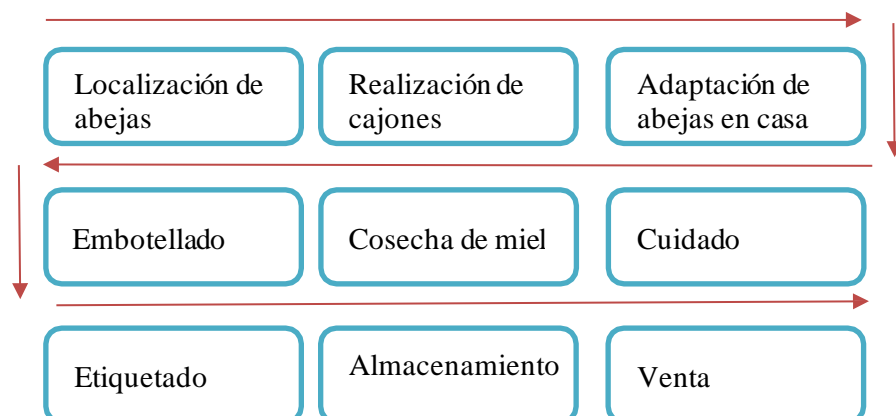 Localización de
abejas
Realización de
cajones
Adaptación de
abejas en casa
Cuidado
Cosecha de miel
Embotellado
Etiquetado
Almacenamiento
Venta